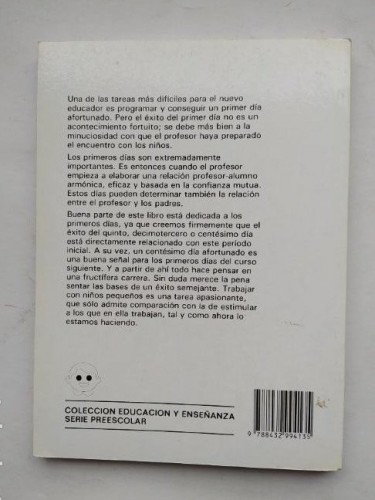 Una de las tareas más difíciles para el nuevo
educador es programar y conseguir un primer día
afortunado. Pero el éxito del primer día no es un
acontecimiento fortuito; se debe más bien a la
minuciosidad con que el profesor haya preparado
el encuentro con los niños.
Los primeros días son extremadamente
importantes. Es entonces cuando el profesor
empieza a elaborar una relación profesor-alumno
armónica, eficaz y basada en la confianza mutua.
Estos días pueden determinar también la relación
entre el profesor y los padres.
Buena parte de este libro está dedicada a los
primeros días, ya que creemos firmemente que el
éxito del quinto, decimotercero o centésimo día
está directamente relacionado con este período
inicial. A su vez, un centésimo día afortunado es
una buena señal para los primeros días del curso
siguiente. Y a partir de ahí todo hace pensar en
una fructífera carrera. Sin duda merece la pena
sentar las bases de un éxito semejante. Trabajar
con niños pequeños es una tarea apasionante,
que sólo admite comparación con la de estimular
a los que en ella trabajan, tal y como ahora lo
estamos haciendo.
COLECCION EDUCACION Y ENSEÑANZA
SERIE PREESCOLAR
9 788432 994135